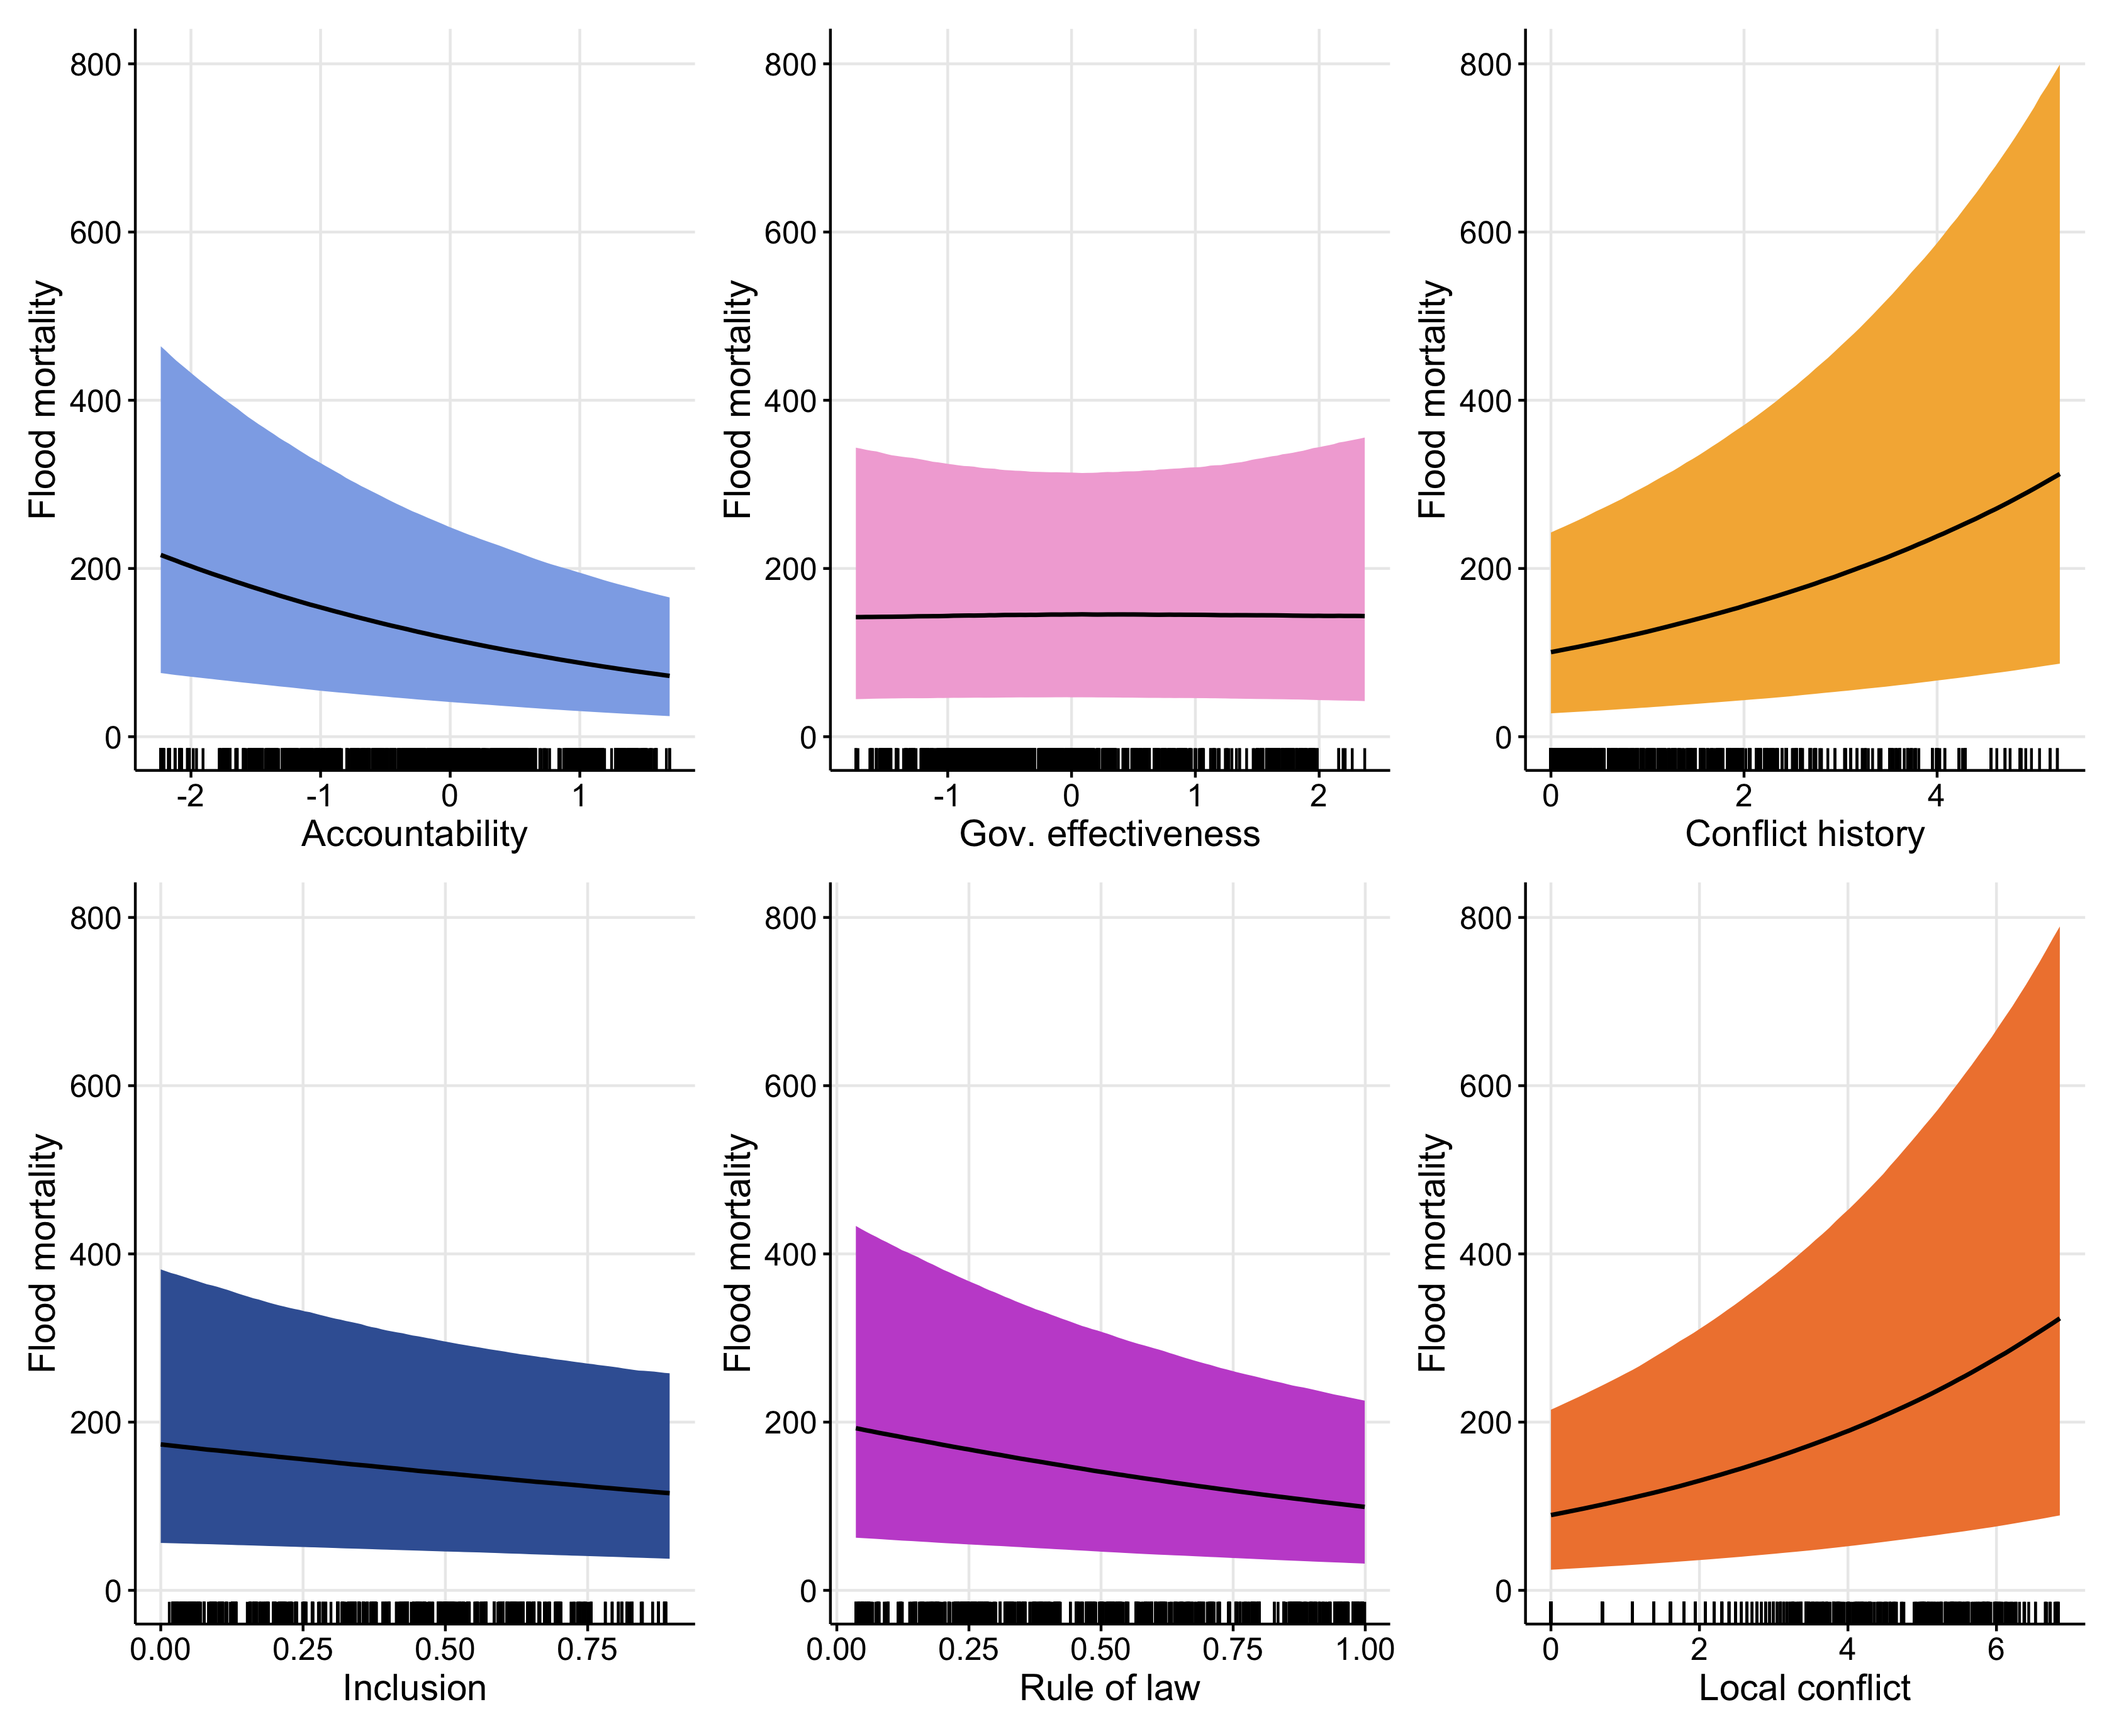 Flood mortality
800
600
400
200
0
-2 -1 0 1
Accountability
Flood mortality
800
600
400
200
0
-1 0 1 2
Gov. effectiveness
Flood mortality
800
600
400
200
0
0 2 4
Conflict history
Flood mortality
800
600
400
200
0
0.00 0.25 0.50 0.75
Inclusion
Flood mortality
800
600
400
200
0
0.00 0.25 0.50 0.75 1.00
Rule of law
Flood mortality
800
600
400
200
0
0 2 4 6
Local conflict